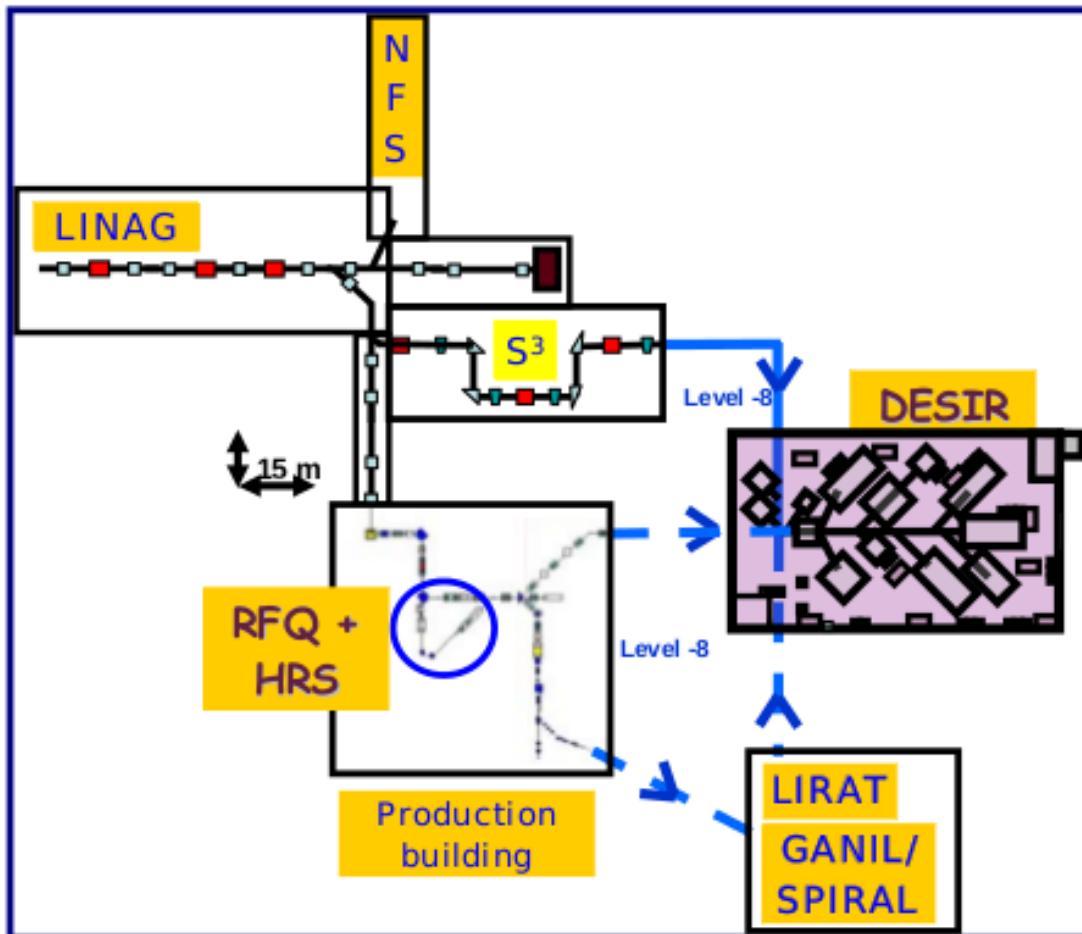 N
F
S
LINAG
S³
Level -8
DESIR
15 m
RFQ +
HRS
Level -8
Production
building
LIRAT
GANIL/
SPIRAL